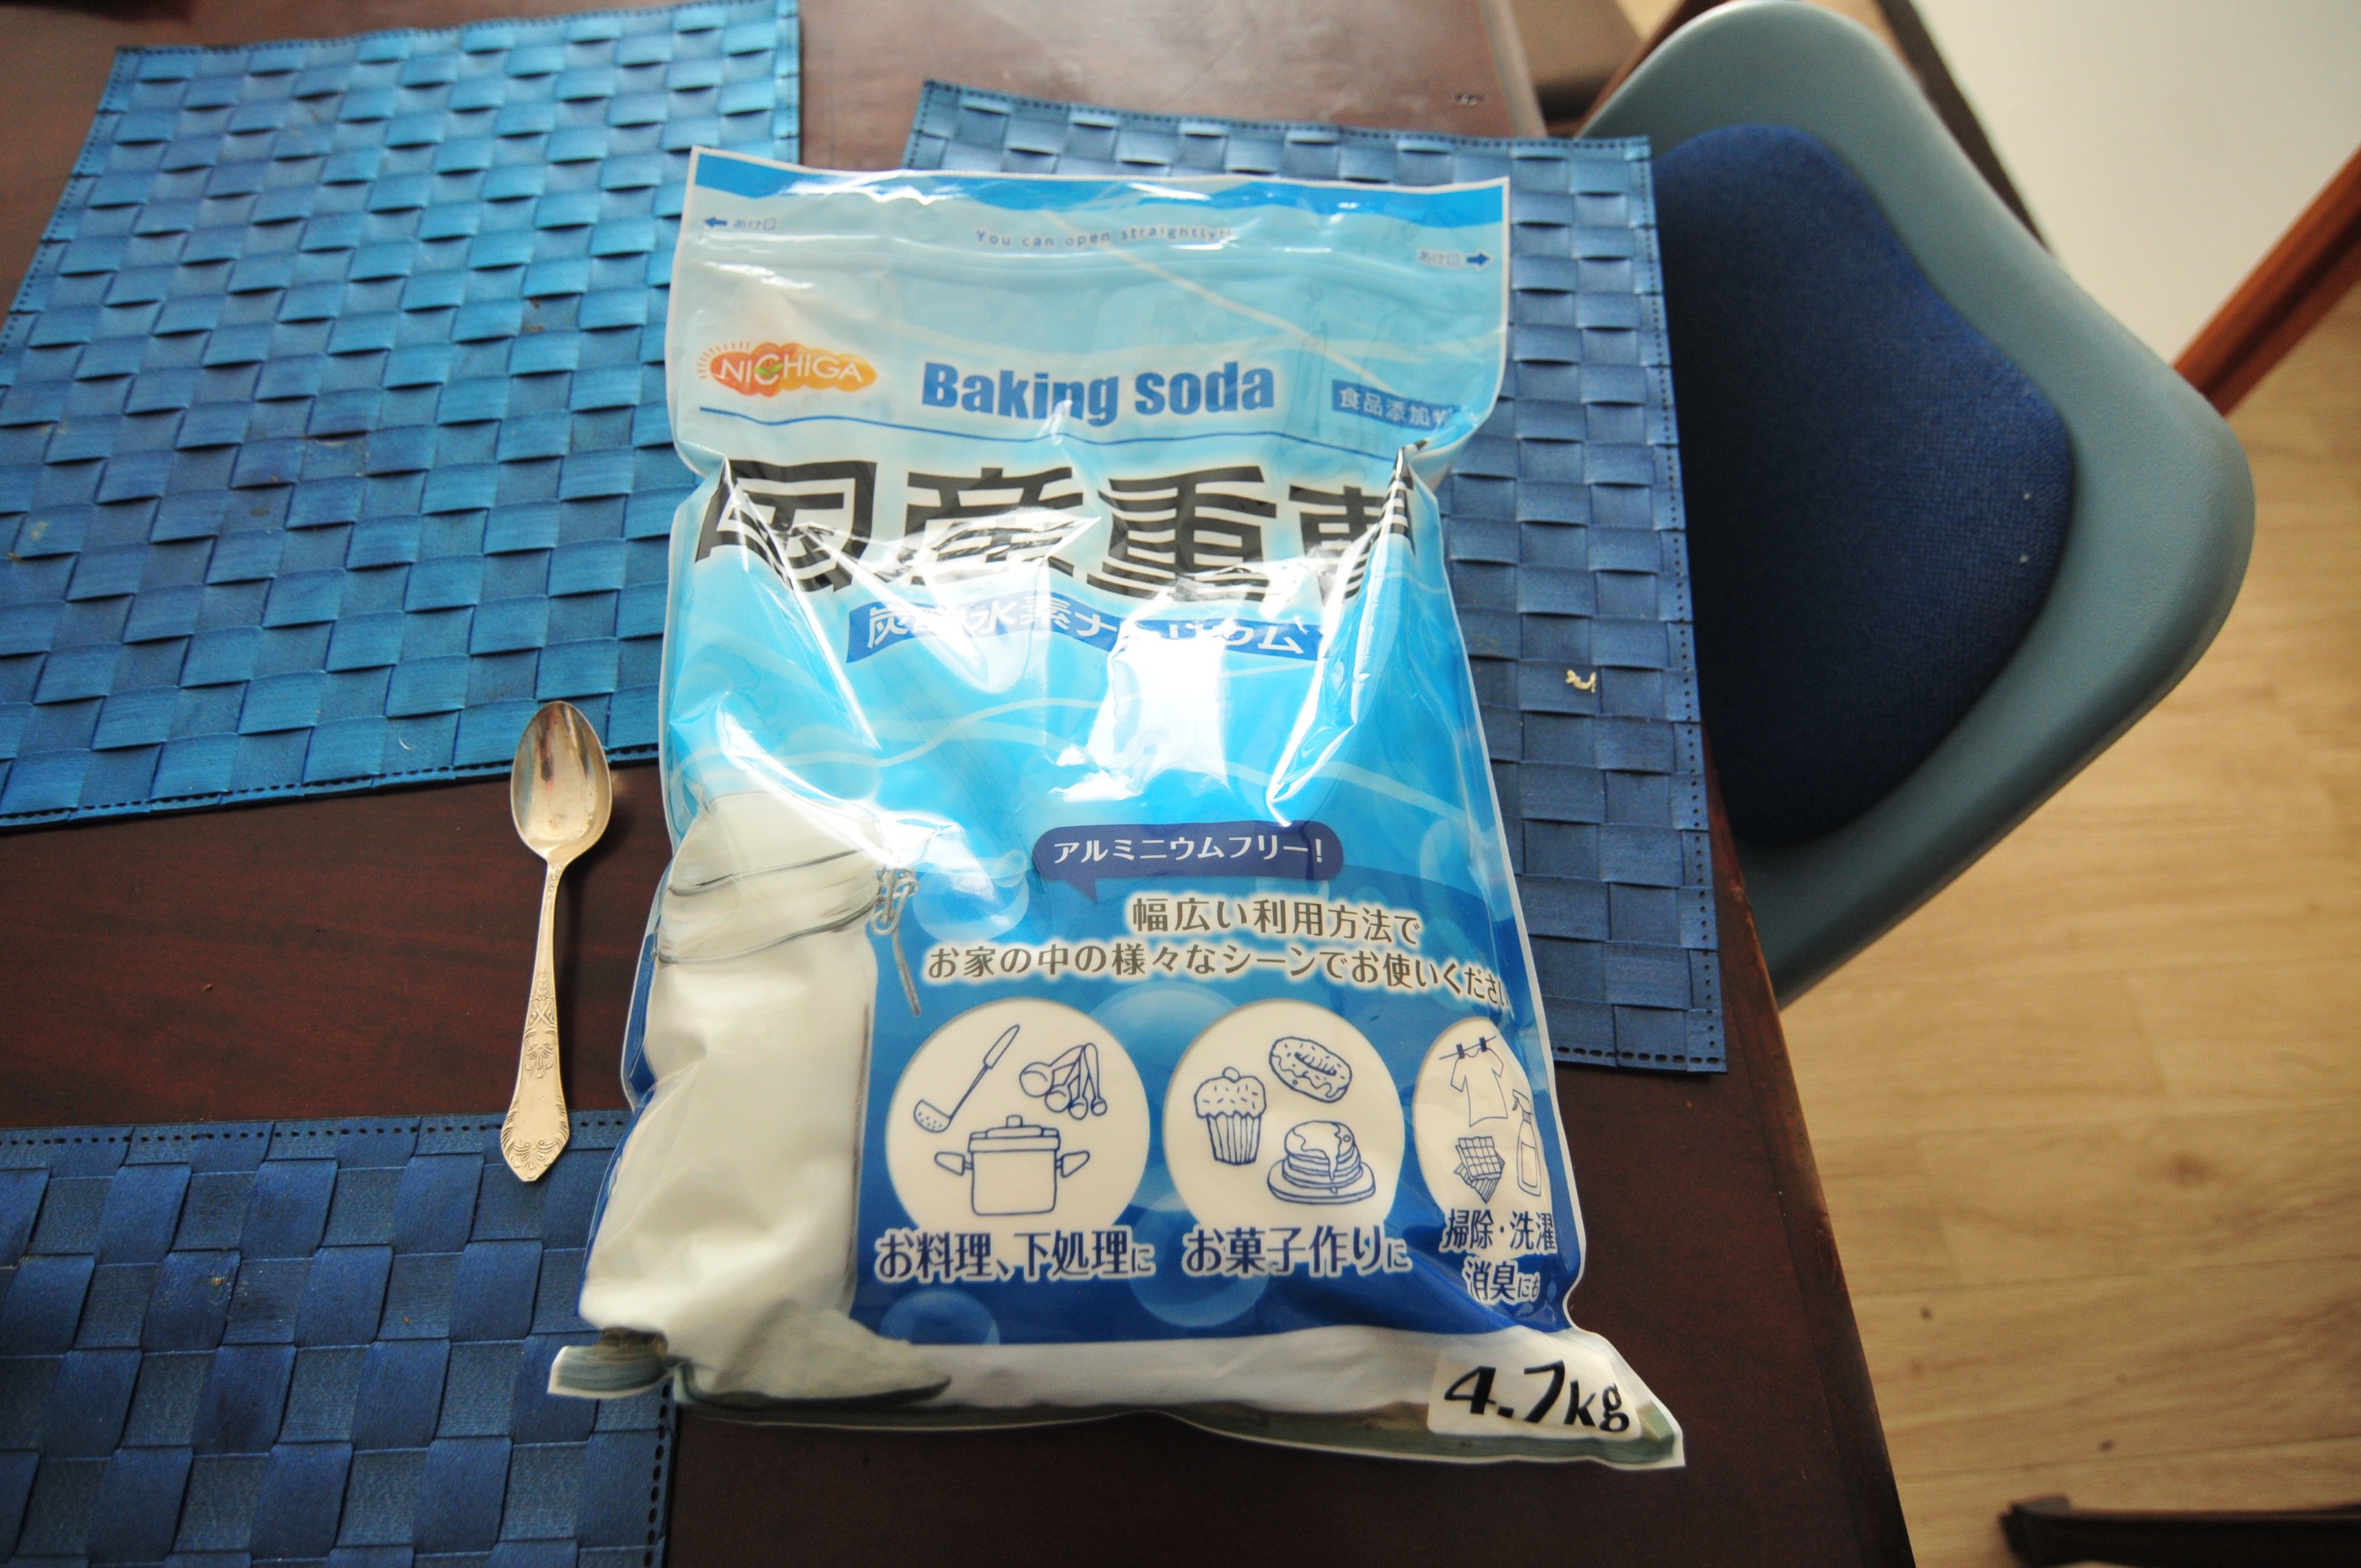 あけ口
You can open straightly!!
あけ口
NICHIGA
Baking soda
食品添加物
国産重曹
炭酸水素ナトリウム
アルミニウムフリー!
幅広い利用方法で
お家の中の様々なシーンでお使いください
お料理、下処理に
お菓子作りに
掃除・洗濯
消臭にも
4.7kg